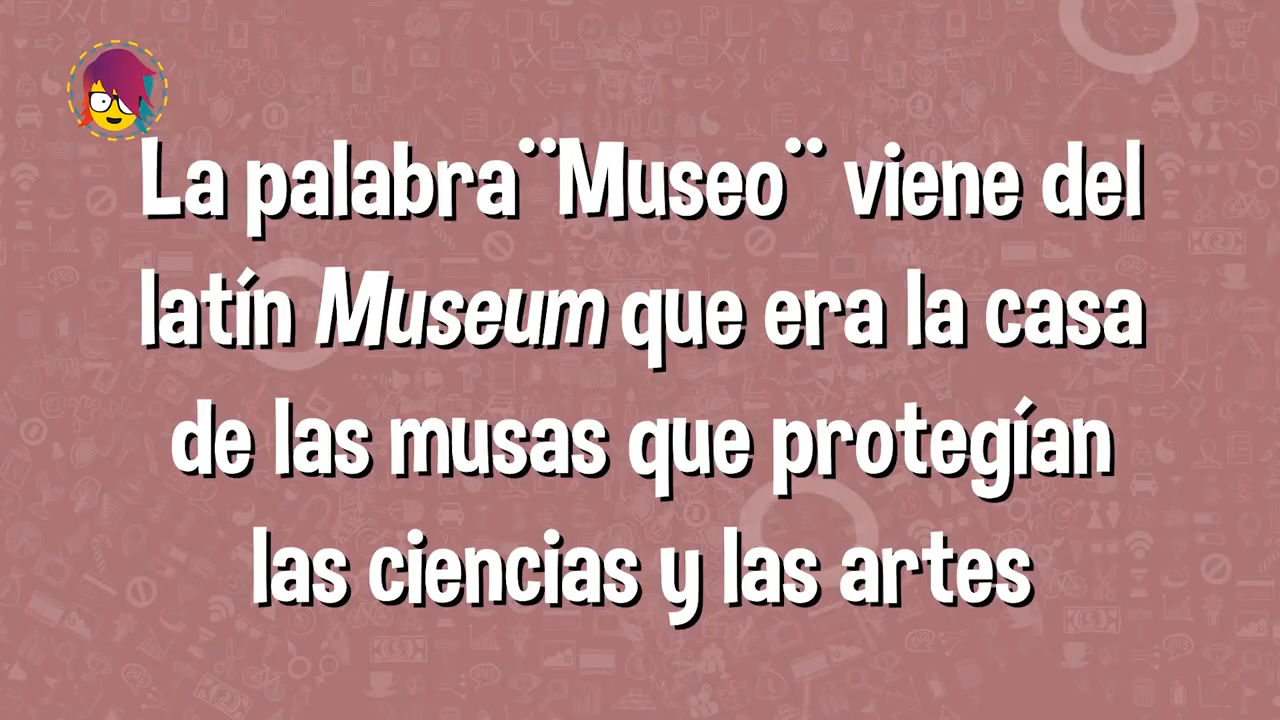 La palabra¨Museo¨ viene del
latín Museum que era la casa
de las musas que protegían
las ciencias y las artes